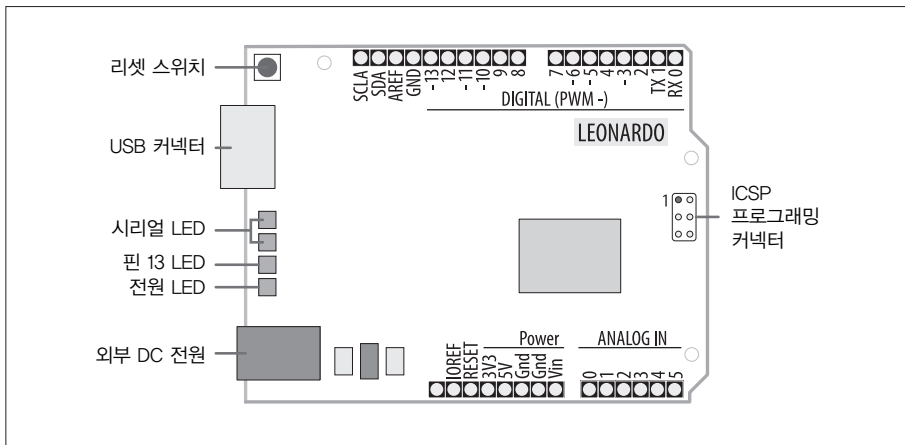 리셋 스위치
SCLA
SDA
AREF
GND
-13
12
-11
-10
9
8
7
-6
-5
4
-3
2
TX 1
RX 0
DIGITAL (PWM -)
USB 커넥터
LEONARDO
1
ICSP
프로그래밍
커넥터
시리얼 LED
핀 13 LED
전원 LED
외부 DC 전원
Power
ANALOG IN
IOREF
RESET
3V3
5V
Gnd
Gnd
Vin
0
1
2
3
4
5